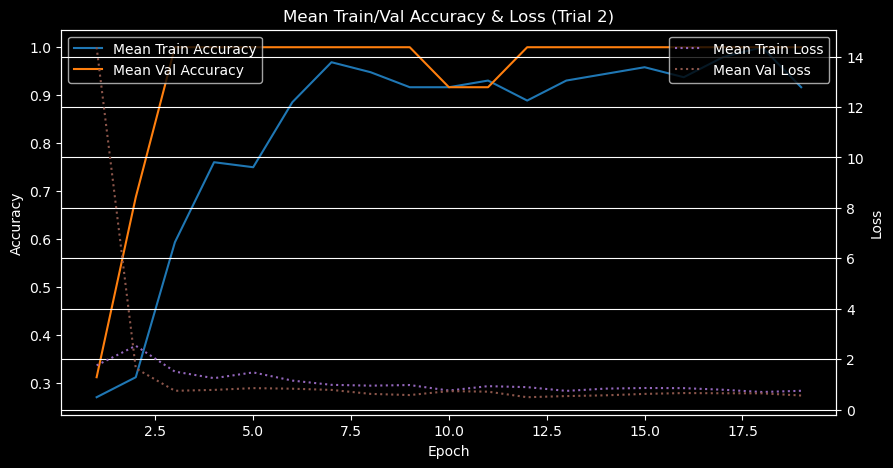 Mean Train/Val Accuracy & Loss (Trial 2)
Mean Train Accuracy
Mean Val Accuracy
Mean Train Loss
Mean Val Loss
Accuracy
1.0
0.9
0.8
0.7
0.6
0.5
0.4
0.3
14
12
10
8
6
4
2
0
Loss
2.5 5.0 7.5 10.0 12.5 15.0 17.5
Epoch